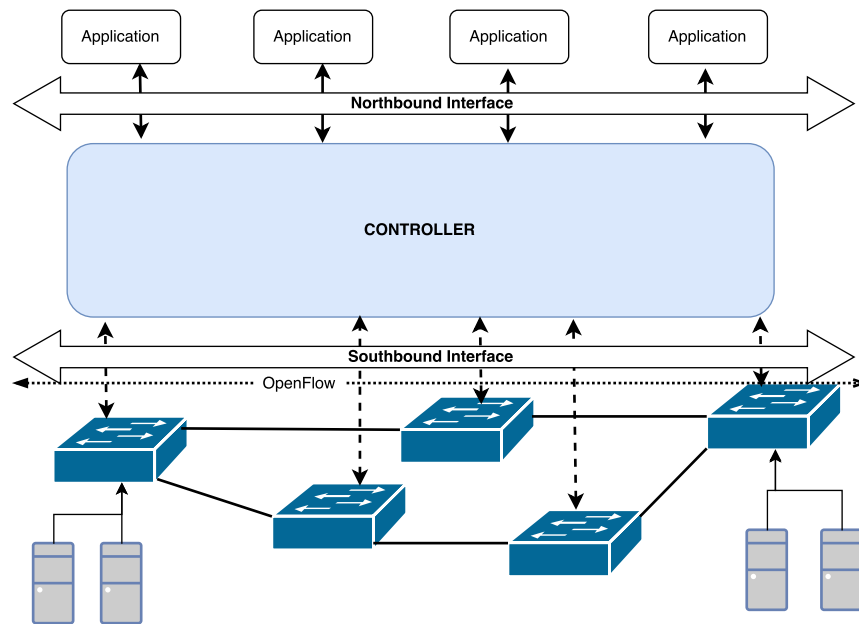 Application
Application
Application
Application
Northbound Interface
CONTROLLER
Southbound Interface
OpenFlow